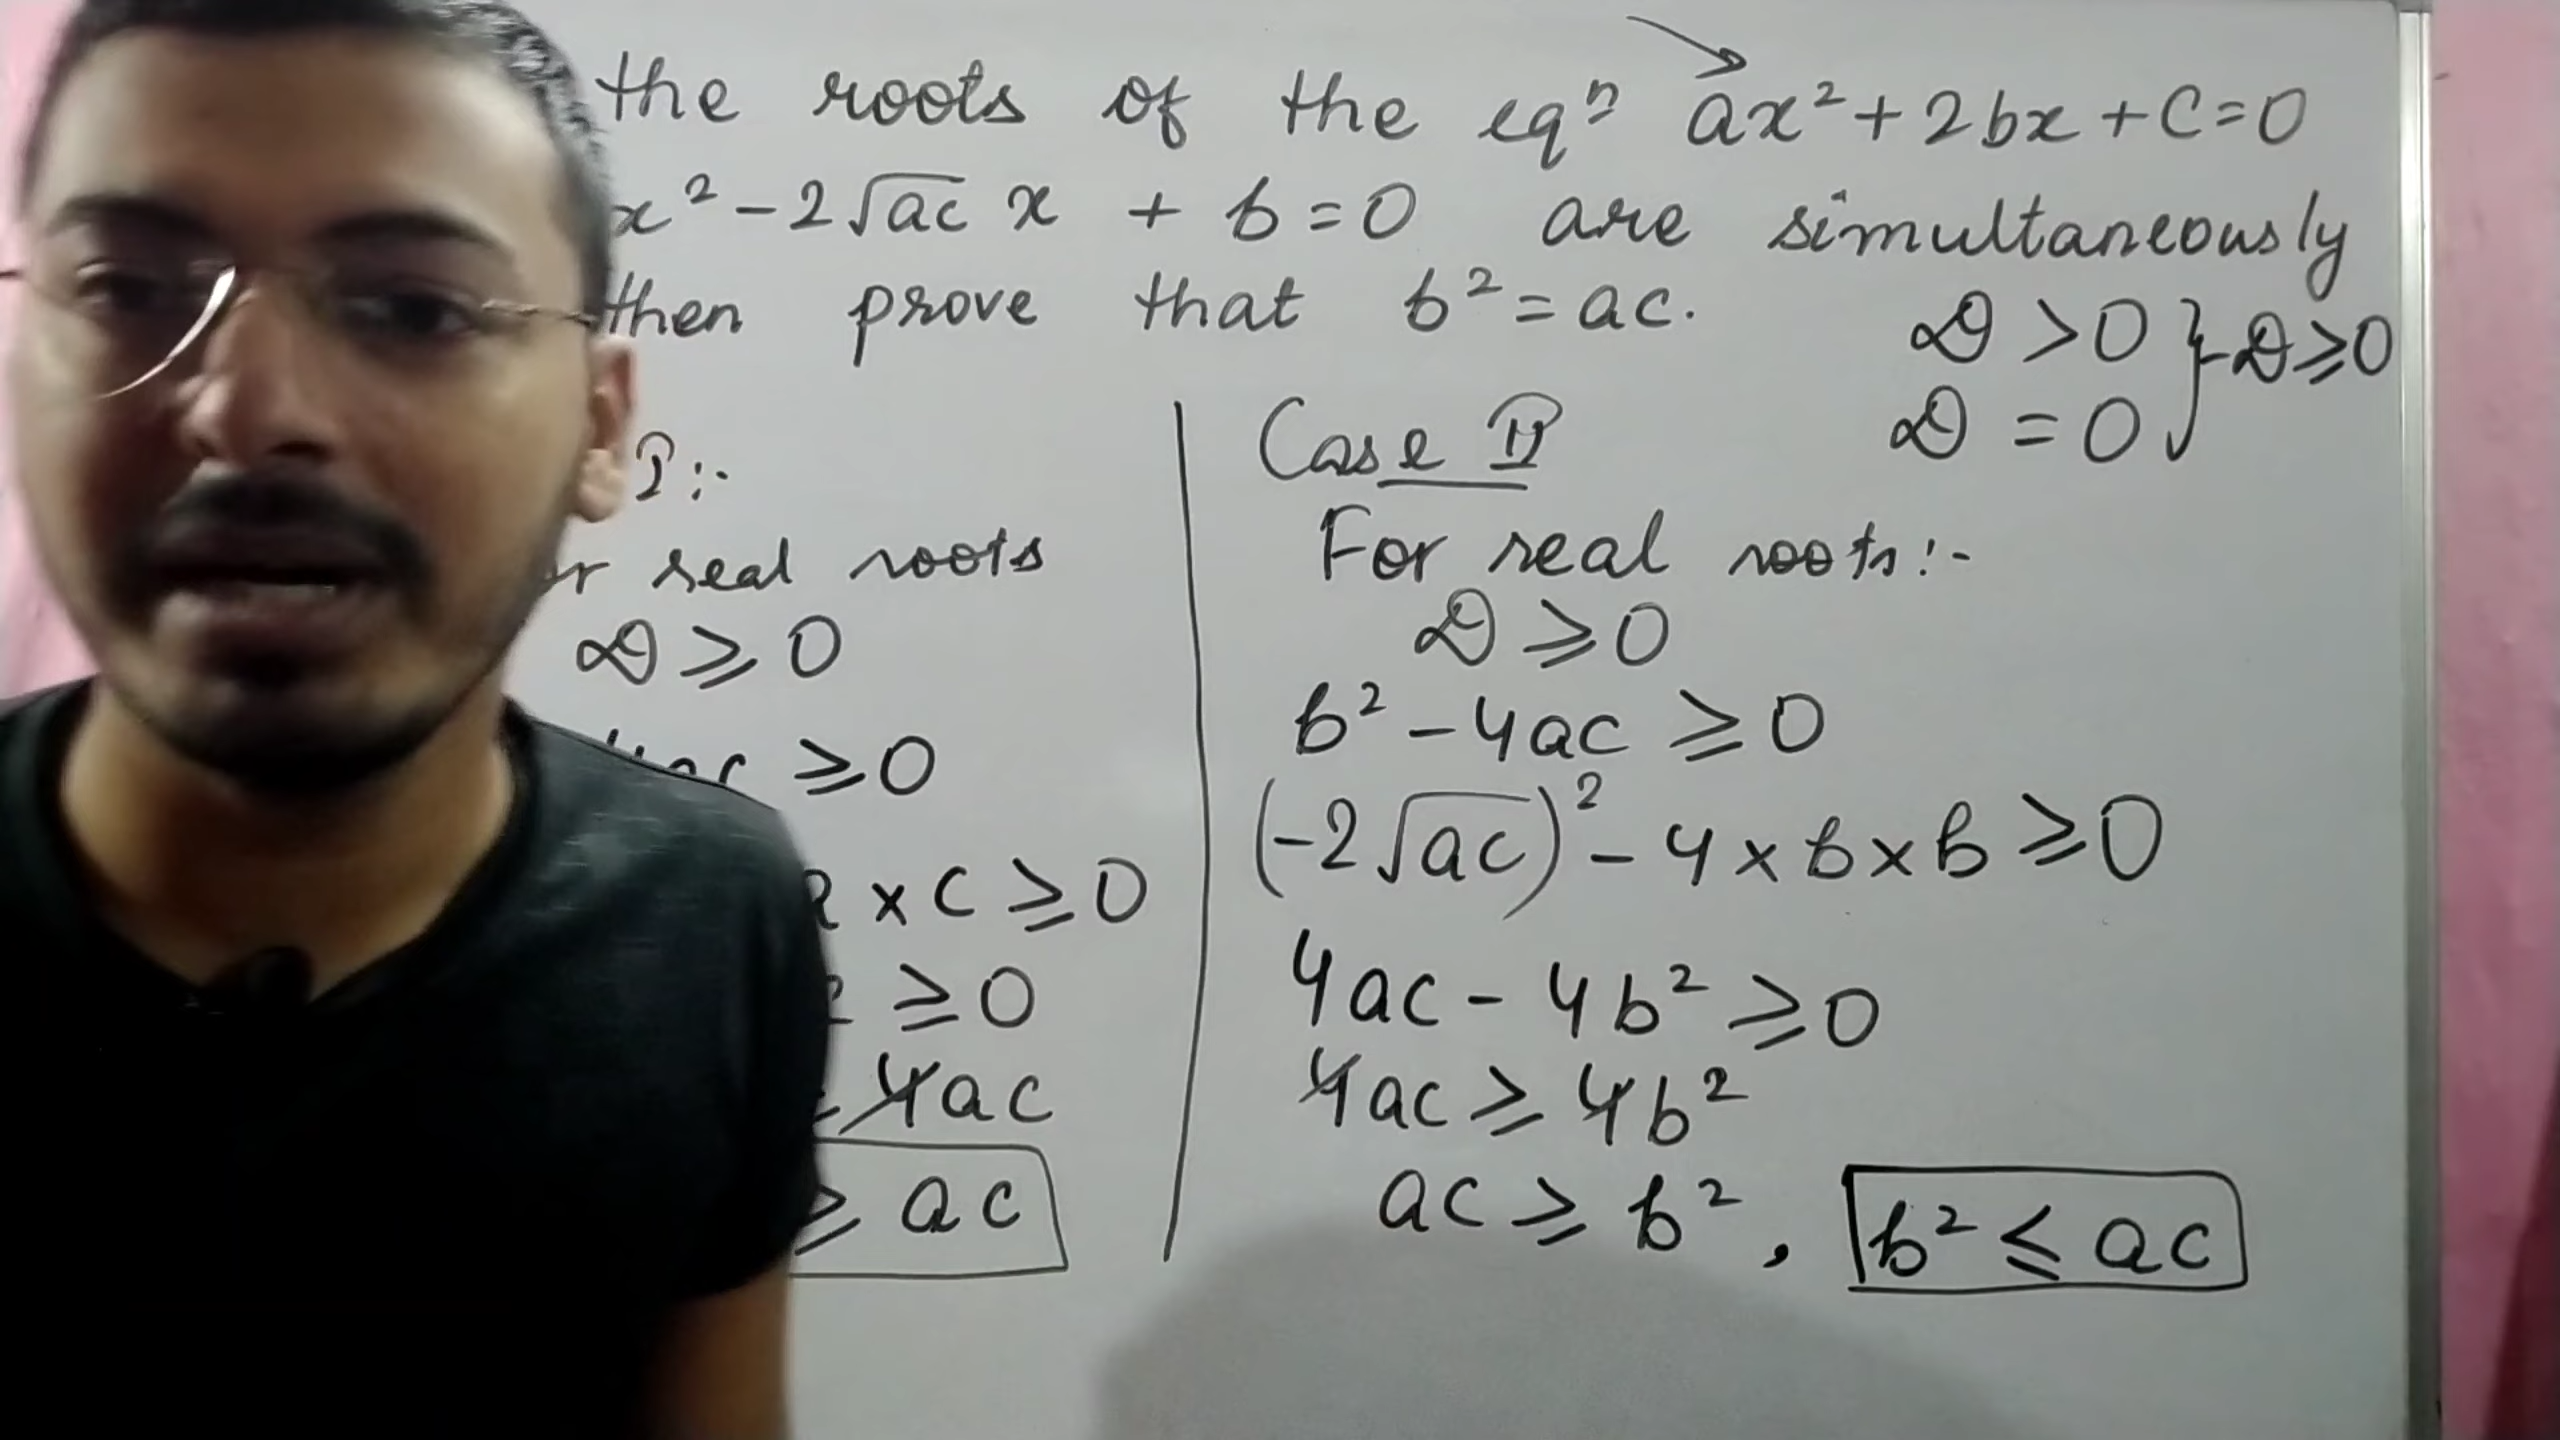 the roots of the eqⁿ ax² + 2bx + c = 0
x² - 2√ac x + b = 0 are simultaneously
then prove that b² = ac.
D > 0 } D ≥ 0
D = 0
I :-
real roots
D ≥ 0
≥ 0
× c ≥ 0
≥ 0
4ac
≥ ac
Case II
For real roots :-
D ≥ 0
b² - 4ac ≥ 0
(-2√ac)² - 4 × b × b ≥ 0
4ac - 4b² ≥ 0
4ac ≥ 4b²
ac ≥ b² , b² ≤ ac